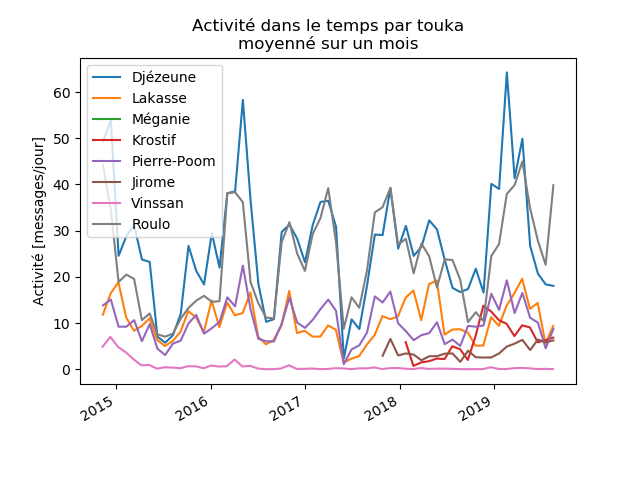 Activité dans le temps par touka
moyenné sur un mois
Activité [messages/jour]
60
50
40
30
20
10
0
Djézeune
Lakasse
Méganie
Krostif
Pierre-Poom
Jirome
Vinssan
Roulo
2015
2016
2017
2018
2019